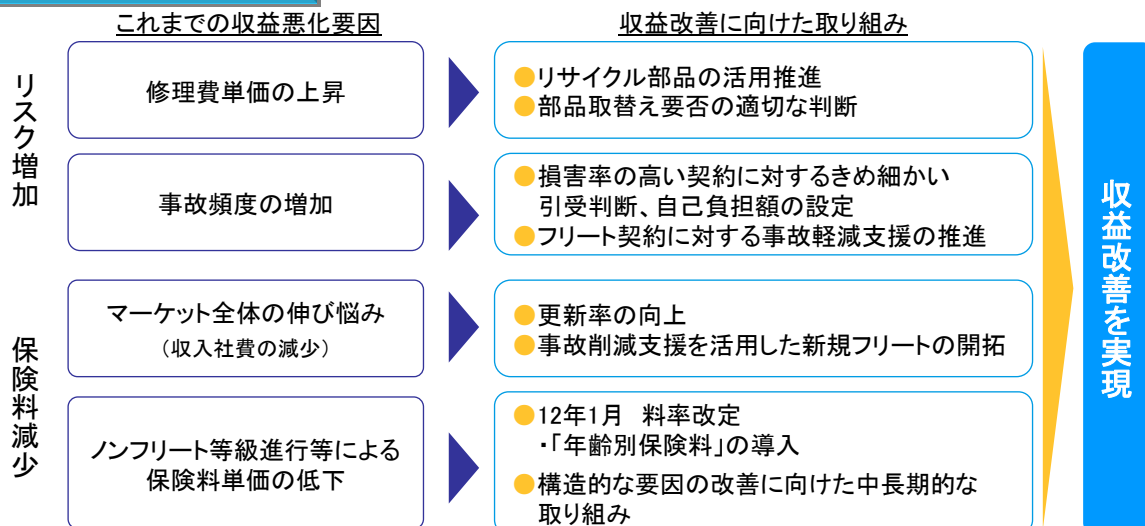 これまでの収益悪化要因
収益改善に向けた取り組み
リスク増加
修理費単価の上昇
●リサイクル部品の活用推進
●部品取替え要否の適切な判断
事故頻度の増加
●損害率の高い契約に対するきめ細かい
引受判断、自己負担額の設定
●フリート契約に対する事故軽減支援の推進
保険料減少
マーケット全体の伸び悩み
（収入社費の減少）
●更新率の向上
●事故削減支援を活用した新規フリートの開拓
ノンフリート等級進行等による
保険料単価の低下
●12年1月　料率改定
・「年齢別保険料」の導入
●構造的な要因の改善に向けた中長期的な
取り組み
収益改善を実現